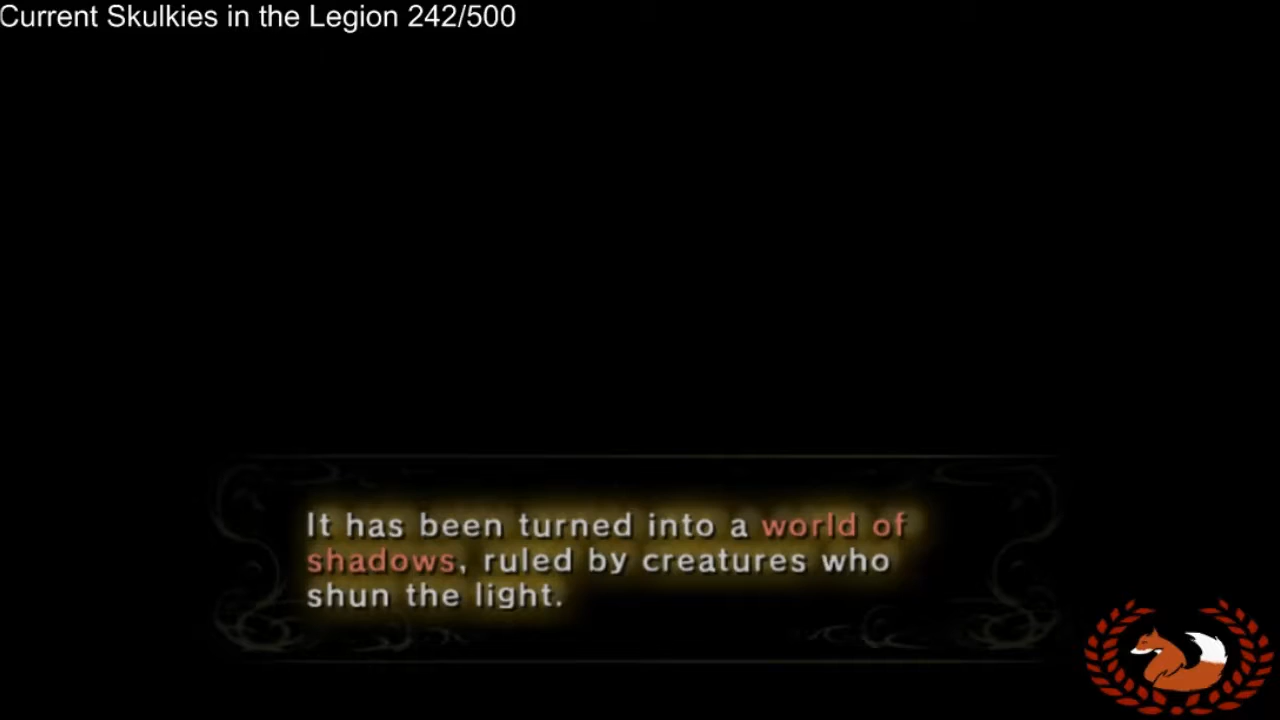 Current Skulkies in the Legion 242/500
It has been turned into a world of
shadows, ruled by creatures who
shun the light.